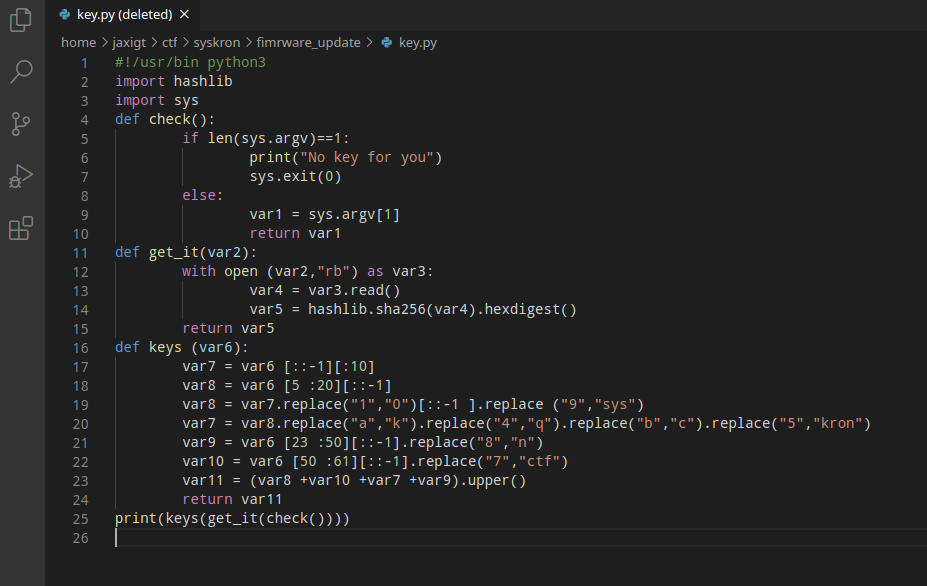 key.py (deleted) ×
home > jaxigt > ctf > syskron > fimrware_update > key.py
1 #!/usr/bin python3
2 import hashlib
3 import sys
4 def check():
5 if len(sys.argv)==1:
6 print("No key for you")
7 sys.exit(0)
8 else:
9 var1 = sys.argv[1]
10 return var1
11 def get_it(var2):
12 with open (var2,"rb") as var3:
13 var4 = var3.read()
14 var5 = hashlib.sha256(var4).hexdigest()
15 return var5
16 def keys (var6):
17 var7 = var6 [::-1][:10]
18 var8 = var6 [5 :20][::-1]
19 var8 = var7.replace("1","0")[::-1 ].replace ("9","sys")
20 var7 = var8.replace("a","k").replace("4","q").replace("b","c").replace("5","kron")
21 var9 = var6 [23 :50][::-1].replace("8","n")
22 var10 = var6 [50 :61][::-1].replace("7","ctf")
23 var11 = (var8 +var10 +var7 +var9).upper()
24 return var11
25 print(keys(get_it(check())))
26